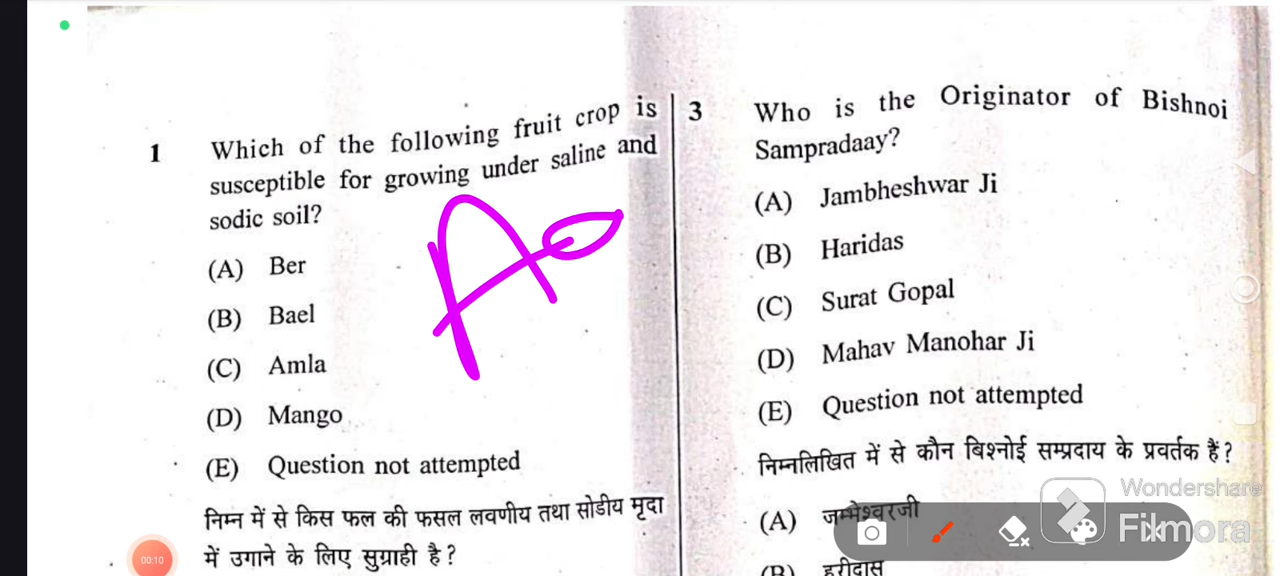 1 Which of the following fruit crop is
susceptible for growing under saline and
sodic soil?
(A) Ber
(B) Bael
(C) Amla
(D) Mango
(E) Question not attempted
निम्न में से किस फल की फसल लवणीय तथा सोडीय मृदा
में उगाने के लिए सुग्राही है ?
3 Who is the Originator of Bishnoi
Sampradaay?
(A) Jambheshwar Ji
(B) Haridas
(C) Surat Gopal
(D) Mahav Manohar Ji
(E) Question not attempted
निम्नलिखित में से कौन बिश्नोई सम्प्रदाय के प्रवर्तक हैं ?
(A) जम्भेश्वरजी
(B) हरीदास
00:10
Wondershare
Filmora